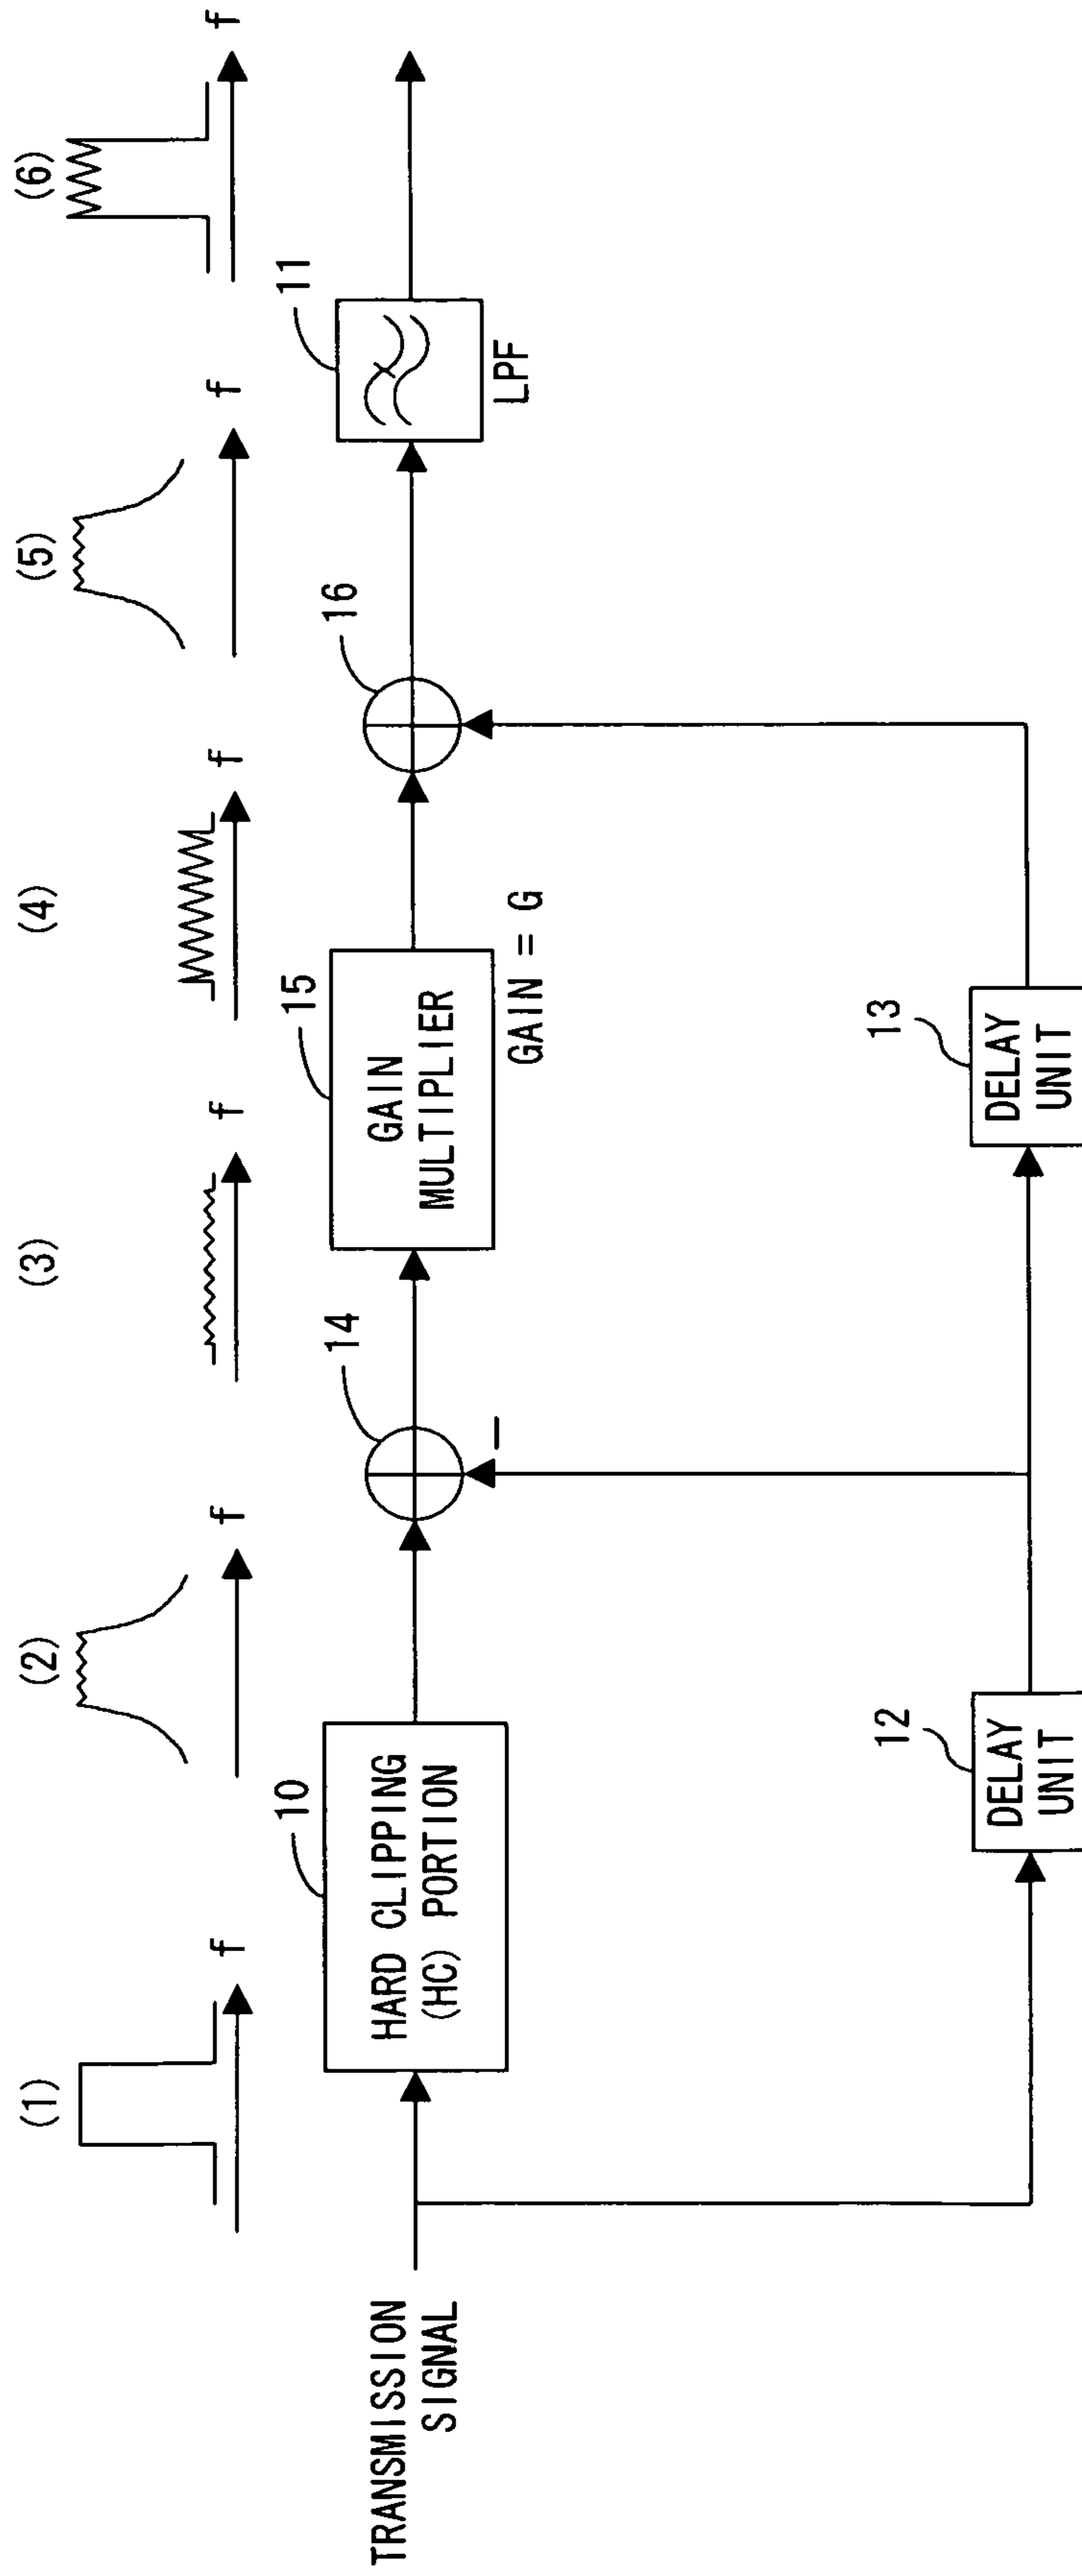 (1)
(2)
(3)
(4)
(5)
(6)
f
f
f
f
f
f
TRANSMISSION
SIGNAL
10
HARD CLIPPING
(HC) PORTION
14
−
15
GAIN
MULTIPLIER
GAIN = G
16
11
LPF
12
DELAY
UNIT
13
DELAY
UNIT